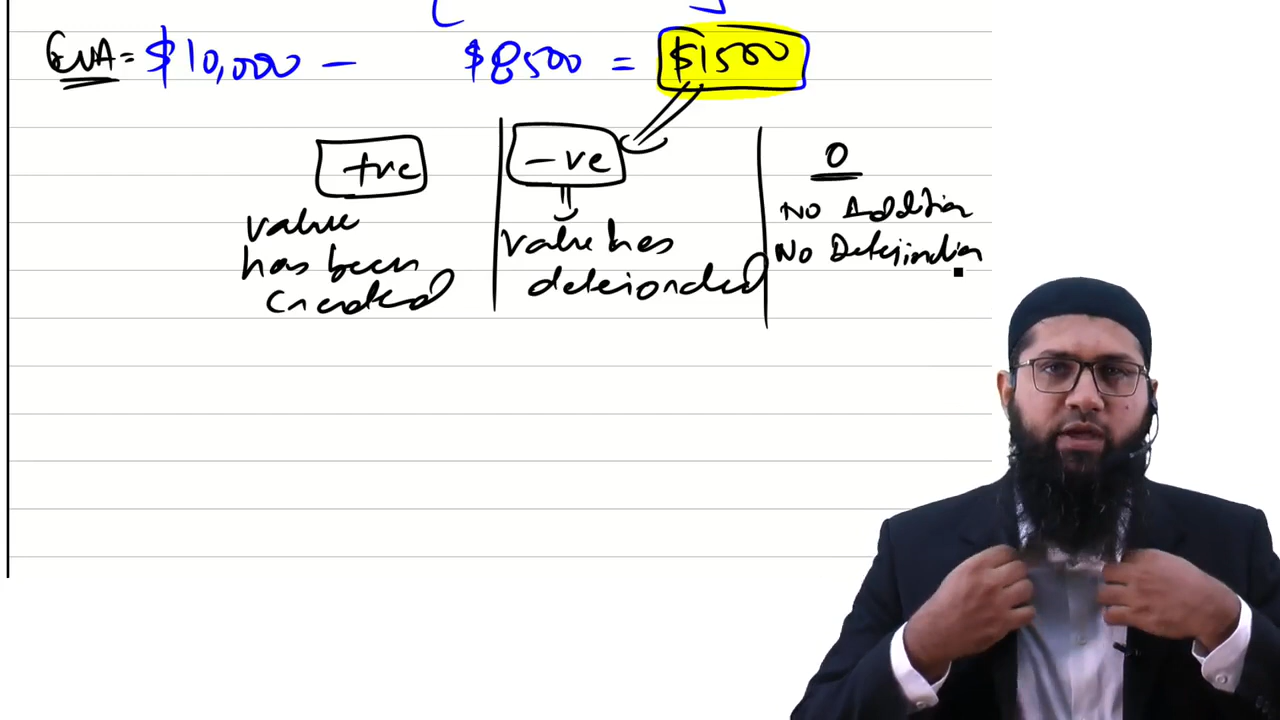 EVA = $10,000 - $8500 = $1500
+ve
- ve
0
value
has been
created
value has
deteriorated
No Addition
No Deterioration